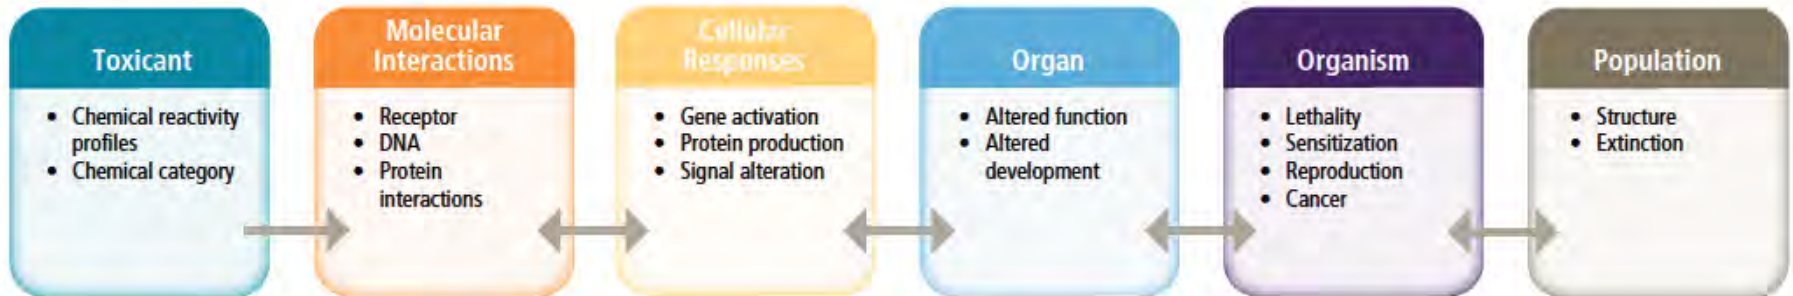 Toxicant
• Chemical reactivity
profiles
• Chemical category
Molecular
Interactions
• Receptor
• DNA
• Protein
interactions
Cellular
Responses
• Gene activation
• Protein production
• Signal alteration
Organ
• Altered function
• Altered
development
Organism
• Lethality
• Sensitization
• Reproduction
• Cancer
Population
• Structure
• Extinction